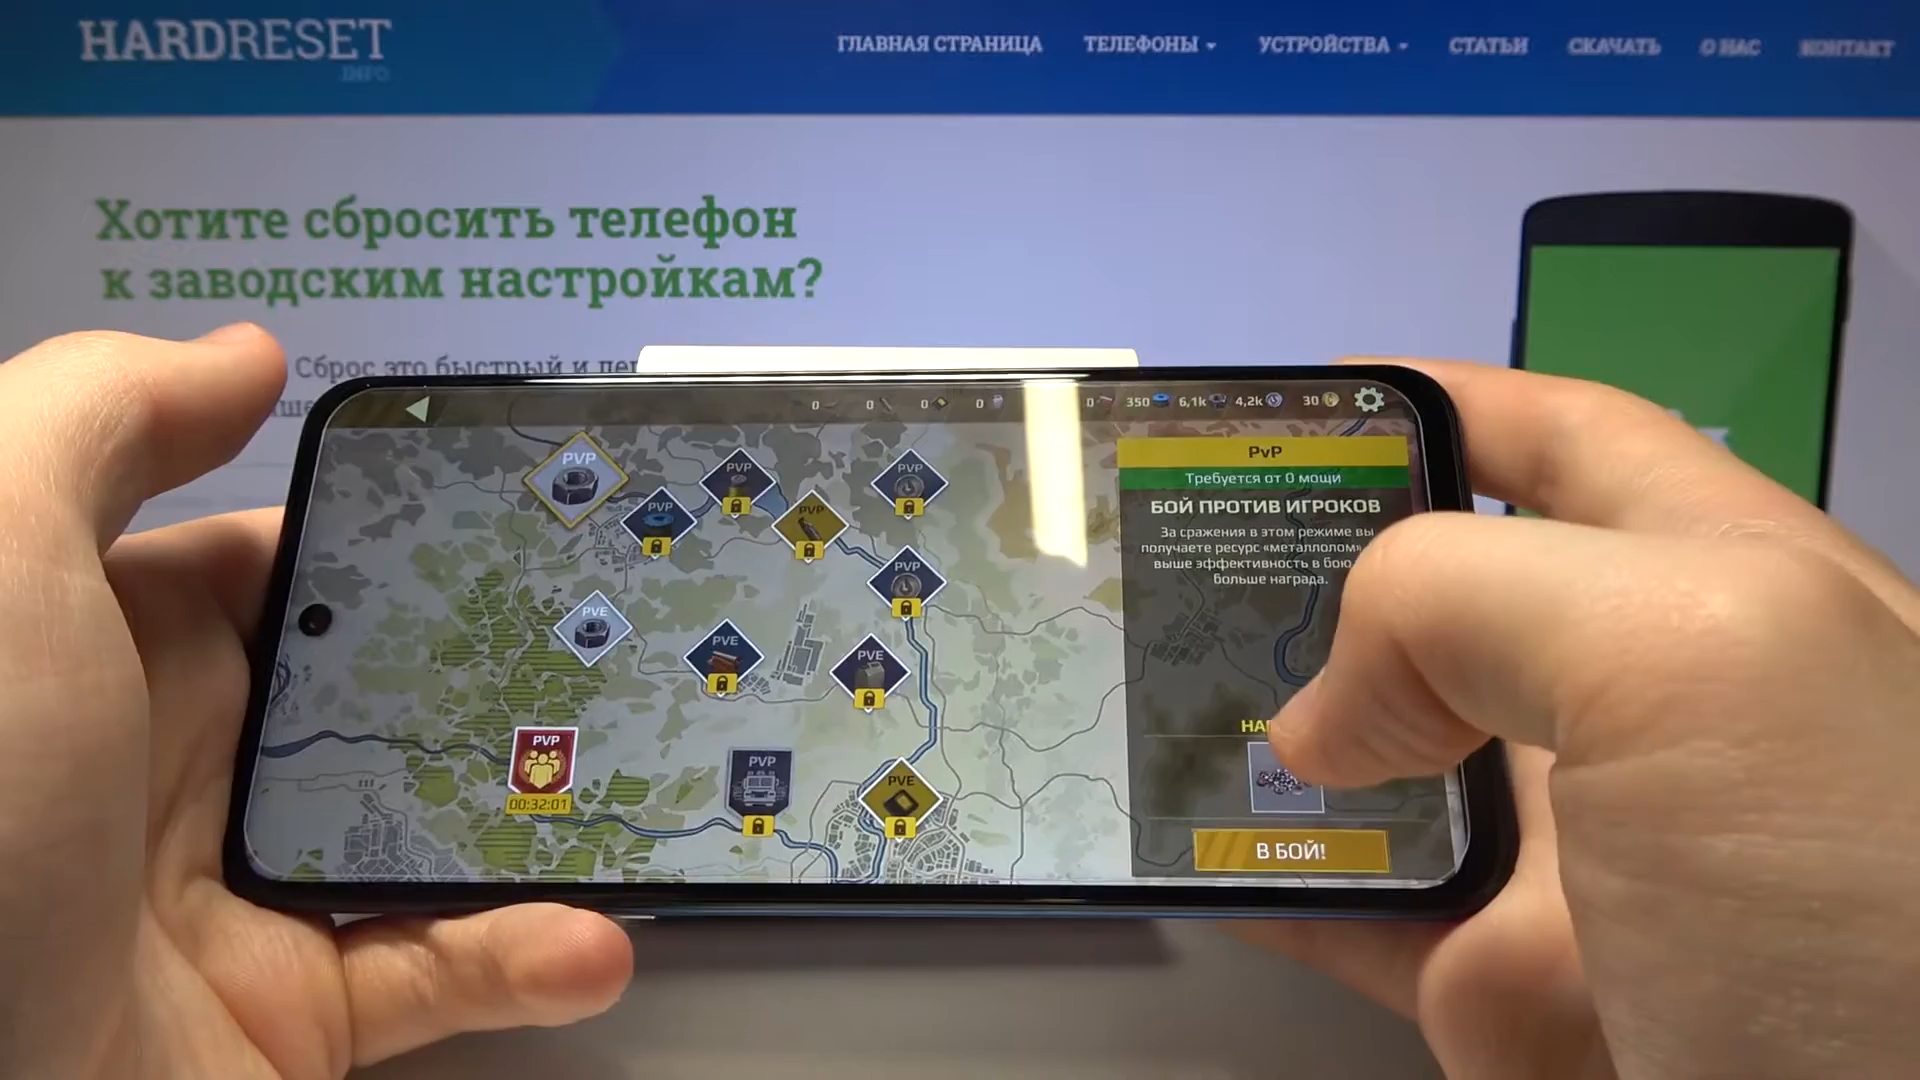 HARDRESET
.INFO
ГЛАВНАЯ СТРАНИЦА
ТЕЛЕФОНЫ
УСТРОЙСТВА
СТАТЬИ
СКАЧАТЬ
О НАС
КОНТАКТ
Хотите сбросить телефон
к заводским настройкам?
Сброс это быстрый и
0
0
0
0
0
350
6,1k
4,2k
30
PVP
PVP
PVP
PVP
PVP
PVP
PVE
PVE
PVE
PVP
00:32:01
PVP
PVE
PvP
Требуется от 0 мощи
БОЙ ПРОТИВ ИГРОКОВ
За сражения в этом режиме вы
получаете ресурс «металлолом»
выше эффективность в бою,
больше награда.
В БОЙ!